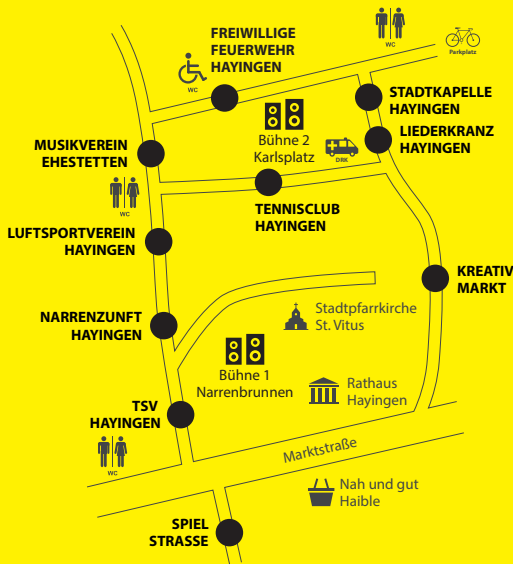 FREIWILLIGE
FEUERWEHR
HAYINGEN
WC
WC
Parkplatz
STADTKAPELLE
HAYINGEN
LIEDERKRANZ
HAYINGEN
Bühne 2
Karlsplatz
DRK
MUSIKVEREIN
EHESTETTEN
WC
TENNISCLUB
HAYINGEN
LUFTSPORTVEREIN
HAYINGEN
KREATIV
MARKT
NARRENZUNFT
HAYINGEN
Stadtpfarrkirche
St. Vitus
Bühne 1
Narrenbrunnen
Rathaus
Hayingen
TSV
HAYINGEN
WC
Marktstraße
Nah und gut
Haible
SPIEL
STRASSE